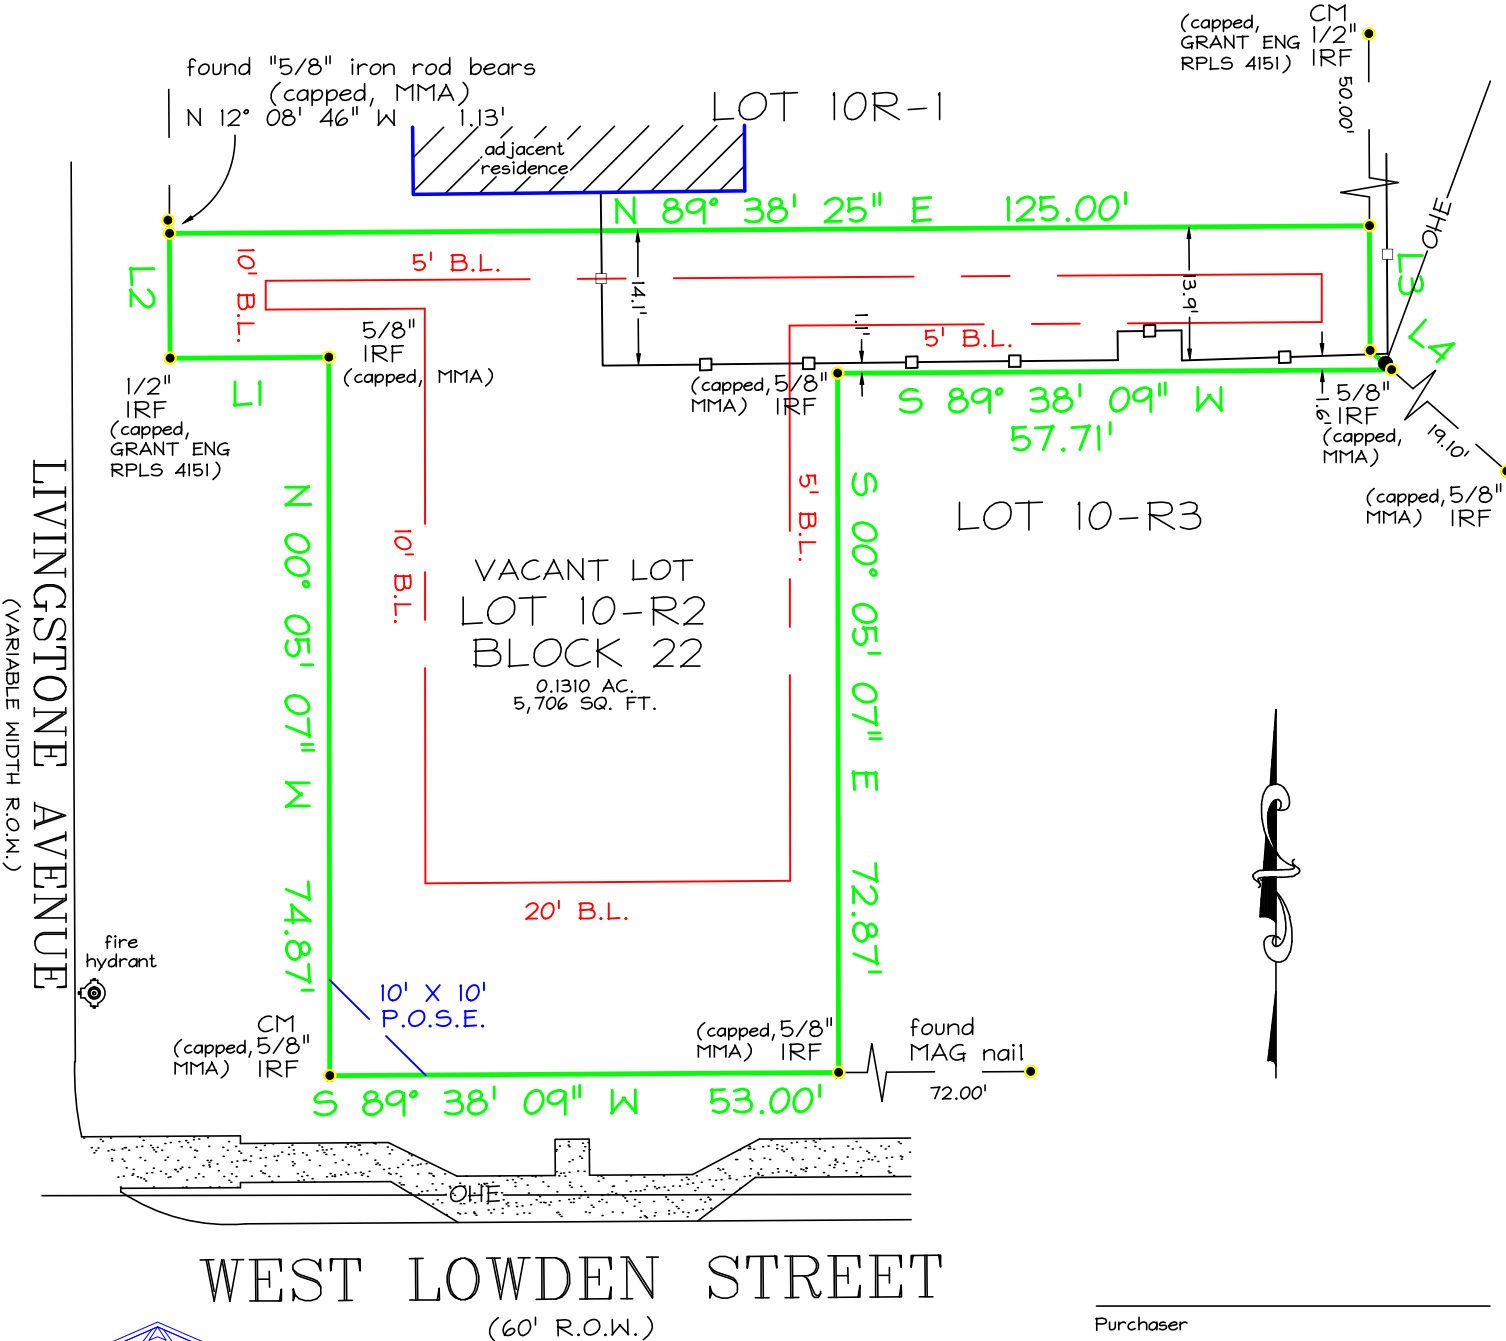 CM
(capped, 1/2"
GRANT ENG IRF
RPLS 4151)
50.00'
found "5/8" iron rod bears
(capped, MMA)
N 12° 08' 46" W 1.13'
LOT 10R-1
adjacent
residence
N 89° 38' 25" E 125.00'
OHE
L2
10' B.L.
5' B.L.
14.1'
13.9'
L3
L4
1.1'
5' B.L.
5/8"
IRF
(capped, MMA)
1/2"
IRF
(capped,
GRANT ENG
RPLS 4151)
L1
(capped, 5/8"
MMA) IRF
S 89° 38' 09" W
57.71'
1.6'
5/8"
IRF
(capped,
MMA)
19.10'
(capped, 5/8"
MMA) IRF
LOT 10-R3
LIVINGSTONE AVENUE
(VARIABLE WIDTH R.O.W.)
N 00° 05' 07" W 74.87'
10' B.L.
VACANT LOT
LOT 10-R2
BLOCK 22
0.1310 AC.
5,706 SQ. FT.
5' B.L.
S 00° 05' 07" E 72.87'
20' B.L.
fire
hydrant
10' X 10'
P.O.S.E.
CM
(capped, 5/8"
MMA) IRF
(capped, 5/8"
MMA) IRF
found
MAG nail
72.00'
S 89° 38' 09" W 53.00'
OHE
WEST LOWDEN STREET
(60' R.O.W.)
Purchaser